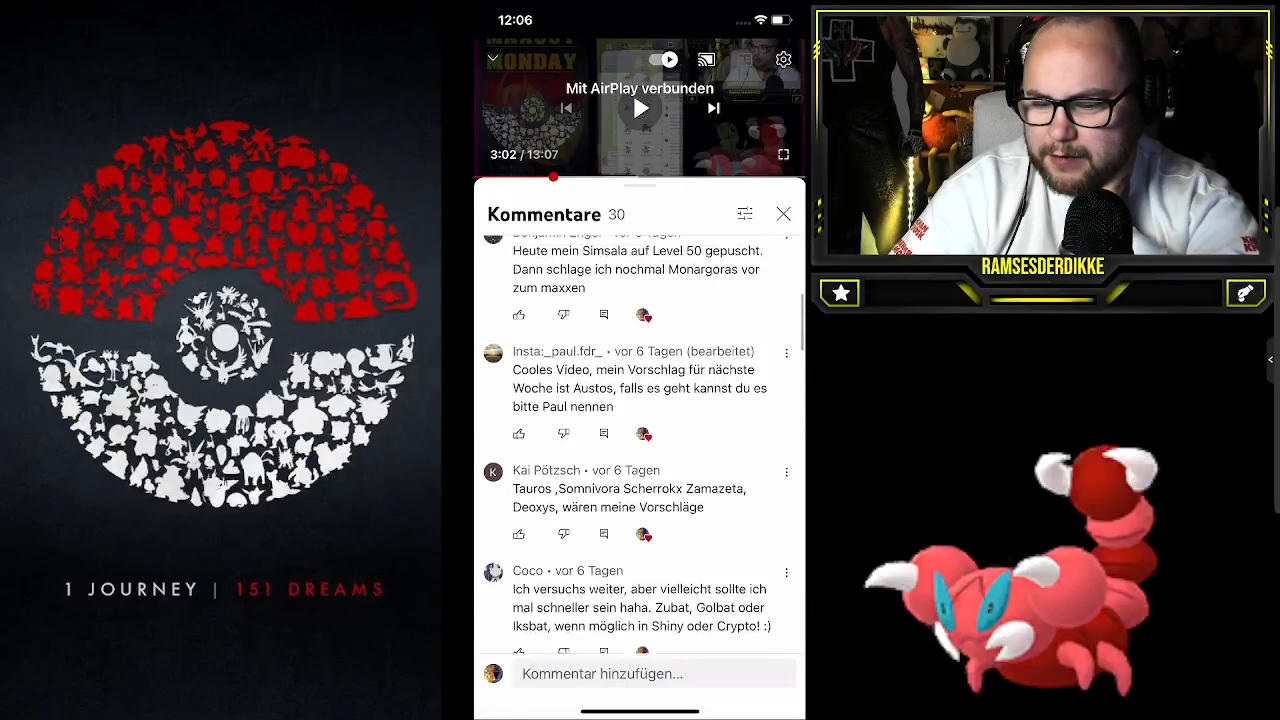 12:06
MONDAY
Mit AirPlay verbunden
3:02 / 13:07
Kommentare 30
Heute mein Simsala auf Level 50 gepuscht.
Dann schlage ich nochmal Monargoras vor
zum maxxen
Insta:_paul.fdr_ • vor 6 Tagen (bearbeitet)
Cooles Video, mein Vorschlag für nächste
Woche ist Austos, falls es geht kannst du es
bitte Paul nennen
K
Kai Pötzsch • vor 6 Tagen
Tauros ,Somnivora Scherrokx Zamazeta,
Deoxys, wären meine Vorschläge
Coco • vor 6 Tagen
Ich versuchs weiter, aber vielleicht sollte ich
mal schneller sein haha. Zubat, Golbat oder
Iksbat, wenn möglich in Shiny oder Crypto! :)
Kommentar hinzufügen...
1 JOURNEY | 151 DREAMS
RAMSESDERDIKKE